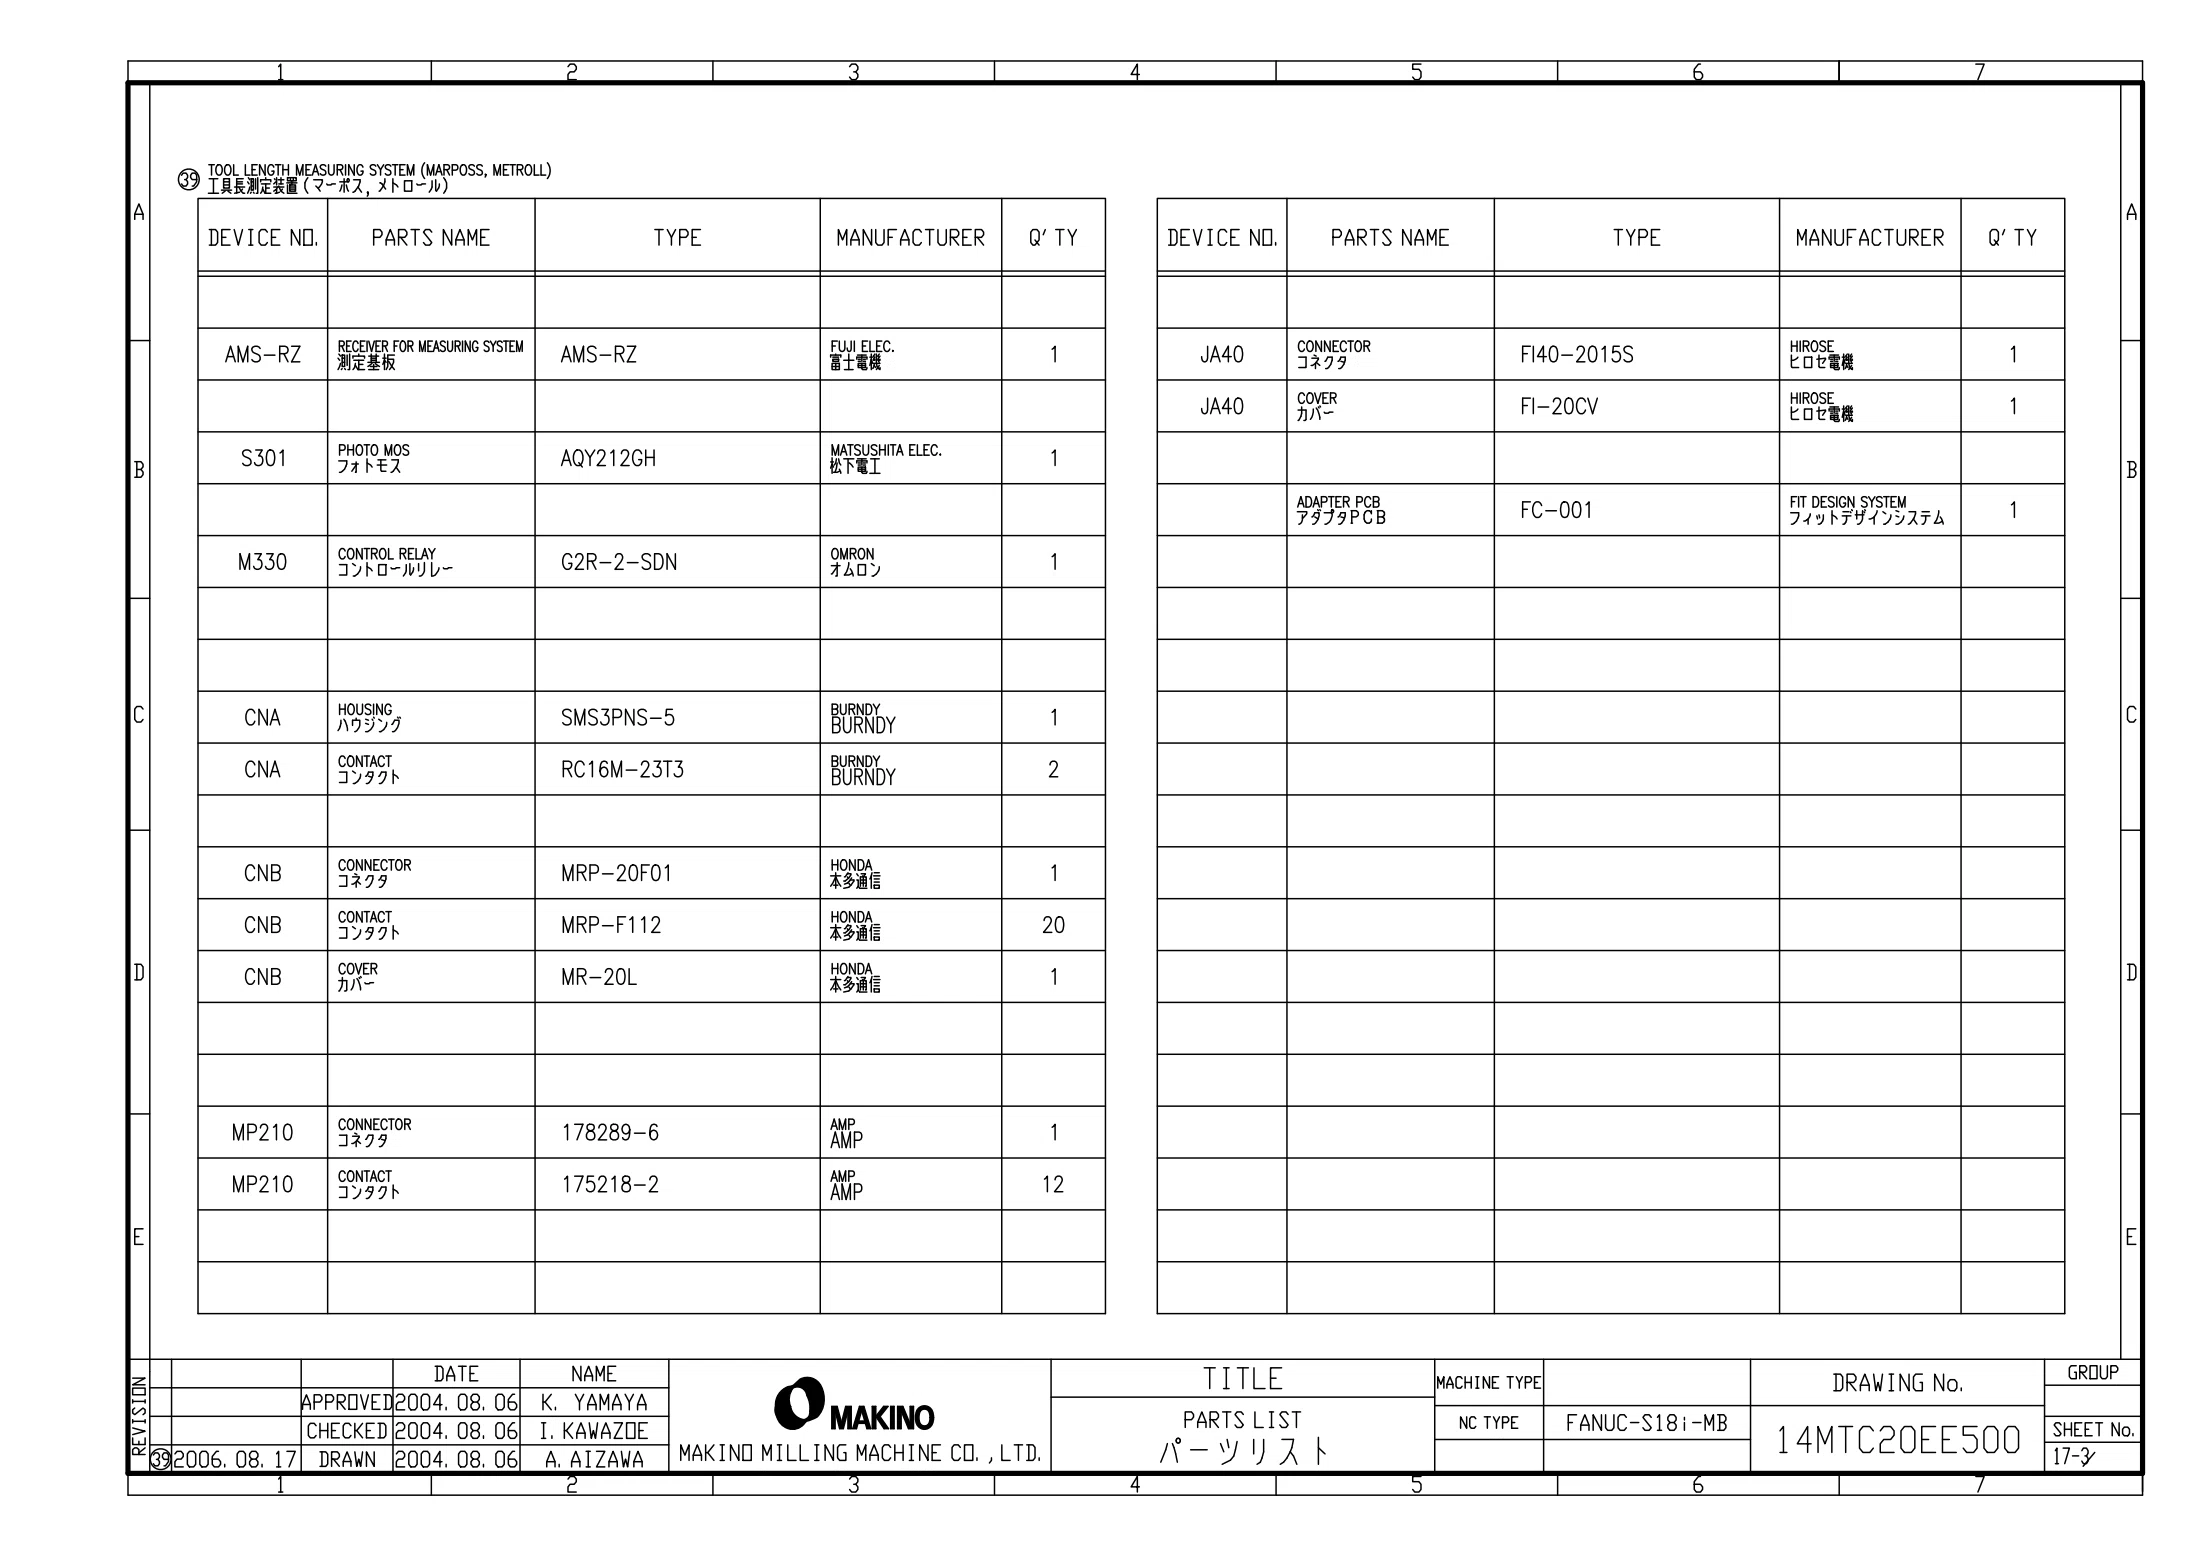 1 2 3 4 5 6 7
㊴ TOOL LENGTH MEASURING SYSTEM (MARPOSS, METROLL)
工具長測定装置(マーポス, メトロール)
DEVICE NO. PARTS NAME TYPE MANUFACTURER Q'TY
AMS-RZ RECEIVER FOR MEASURING SYSTEM AMS-RZ FUJI ELEC. 1
測定基板 富士電機
S301 PHOTO MOS AQY212GH MATSUSHITA ELEC. 1
フォトモス 松下電工
M330 CONTROL RELAY G2R-2-SDN OMRON 1
コントロールリレー オムロン
CNA HOUSING SMS3PNS-5 BURNDY 1
ハウジング BURNDY
CNA CONTACT RC16M-23T3 BURNDY 2
コンタクト BURNDY
CNB CONNECTOR MRP-20F01 HONDA 1
コネクタ 本多通信
CNB CONTACT MRP-F112 HONDA 20
コンタクト 本多通信
CNB COVER MR-20L HONDA 1
カバー 本多通信
MP210 CONNECTOR 178289-6 AMP 1
コネクタ AMP
MP210 CONTACT 175218-2 AMP 12
コンタクト AMP
DEVICE NO. PARTS NAME TYPE MANUFACTURER Q'TY
JA40 CONNECTOR FI40-2015S HIROSE 1
コネクタ ヒロセ電機
JA40 COVER FI-20CV HIROSE 1
カバー ヒロセ電機
ADAPTER PCB FC-001 FIT DESIGN SYSTEM 1
アダプタPCB フィットデザインシステム
A A
B B
C C
D D
E E
REVISION
DATE NAME
APPROVED 2004. 08. 06 K. YAMAYA
CHECKED 2004. 08. 06 I. KAWAZOE
㊴ 2006. 08. 17 DRAWN 2004. 08. 06 A. AIZAWA
MAKINO
MAKINO MILLING MACHINE CO. , LTD.
TITLE
PARTS LIST
パーツリスト
MACHINE TYPE
NC TYPE FANUC-S18i-MB
DRAWING No.
14MTC20EE500
GROUP
SHEET No.
17-3/
1 2 3 4 5 6 7